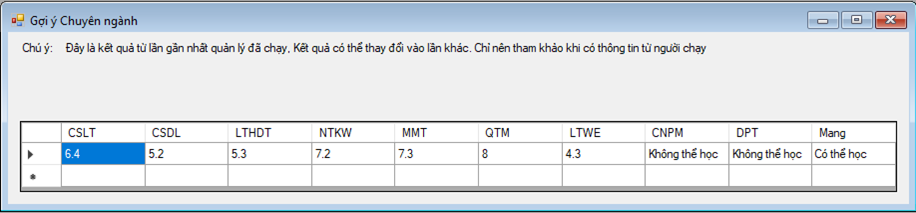 Gợi ý Chuyên ngành
Chú ý: Đây là kết quả từ lần gần nhất quản lý đã chạy, Kết quả có thể thay đổi vào lần khác. Chỉ nên tham khảo khi có thông tin từ người chạy
CSLT CSDL LTHDT NTKW MMT QTM LTWE CNPM DPT Mang
6.4 5.2 5.3 7.2 7.3 8 4.3 Không thể học Không thể học Có thể học